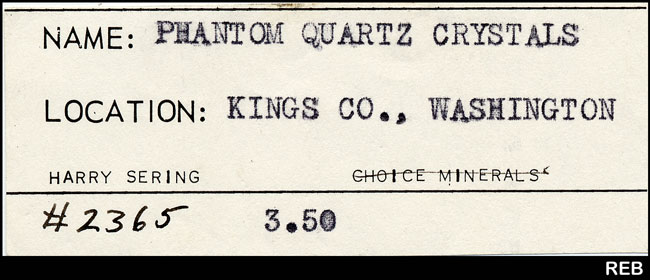 NAME: PHANTOM QUARTZ CRYSTALS
LOCATION: KINGS CO., WASHINGTON
HARRY SERING CHOICE MINERALS
#2365 3.50
REB